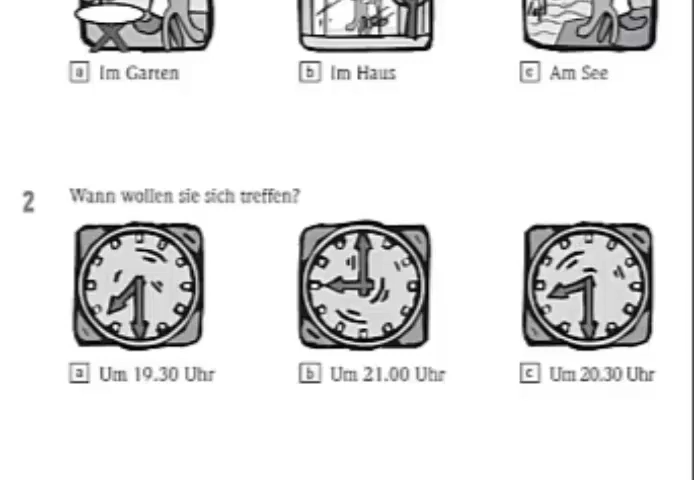 a Im Garten b Im Haus c Am See
2 Wann wollen sie sich treffen?
a Um 19.30 Uhr b Um 21.00 Uhr c Um 20.30 Uhr